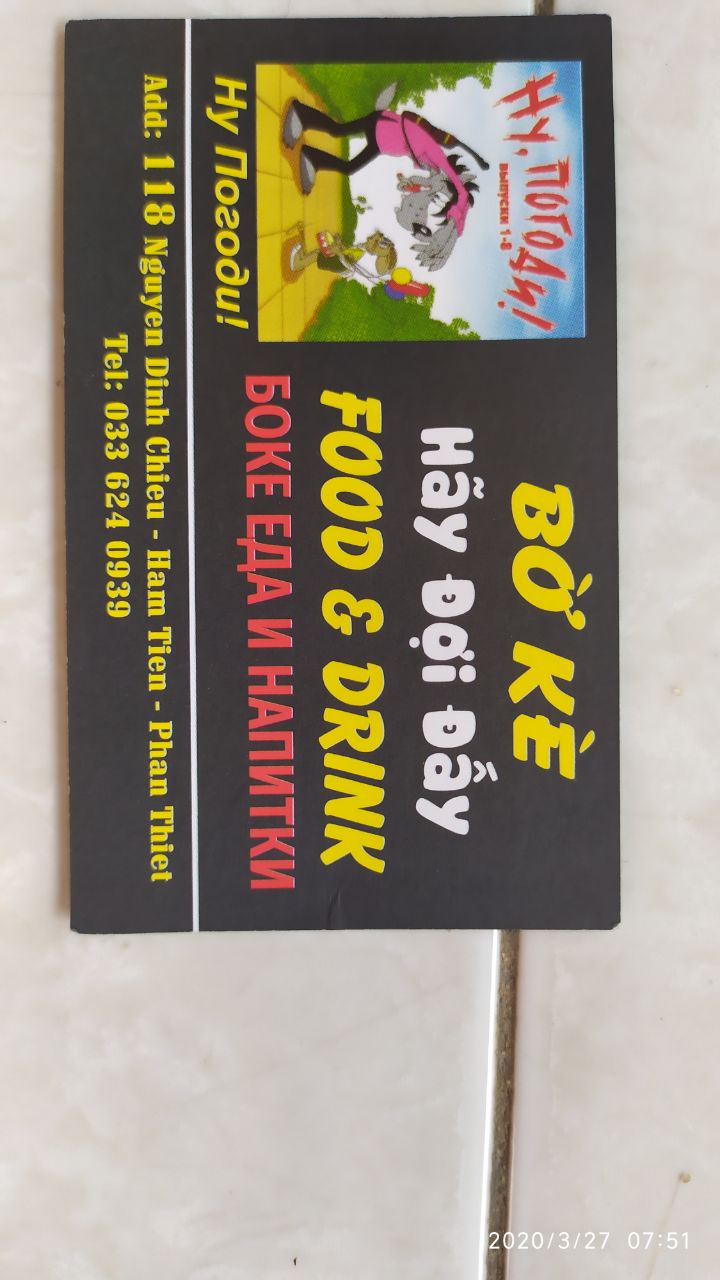 Ну, погоди!
выпуски 1-8
Ну Погоди!
BỜ KÈ
Hãy Đợi Đấy
FOOD & DRINK
БОКЕ ЕДА И НАПИТКИ
Add: 118 Nguyen Dinh Chieu - Ham Tien - Phan Thiet
Tel: 033 624 0939
2020/3/27 07:51